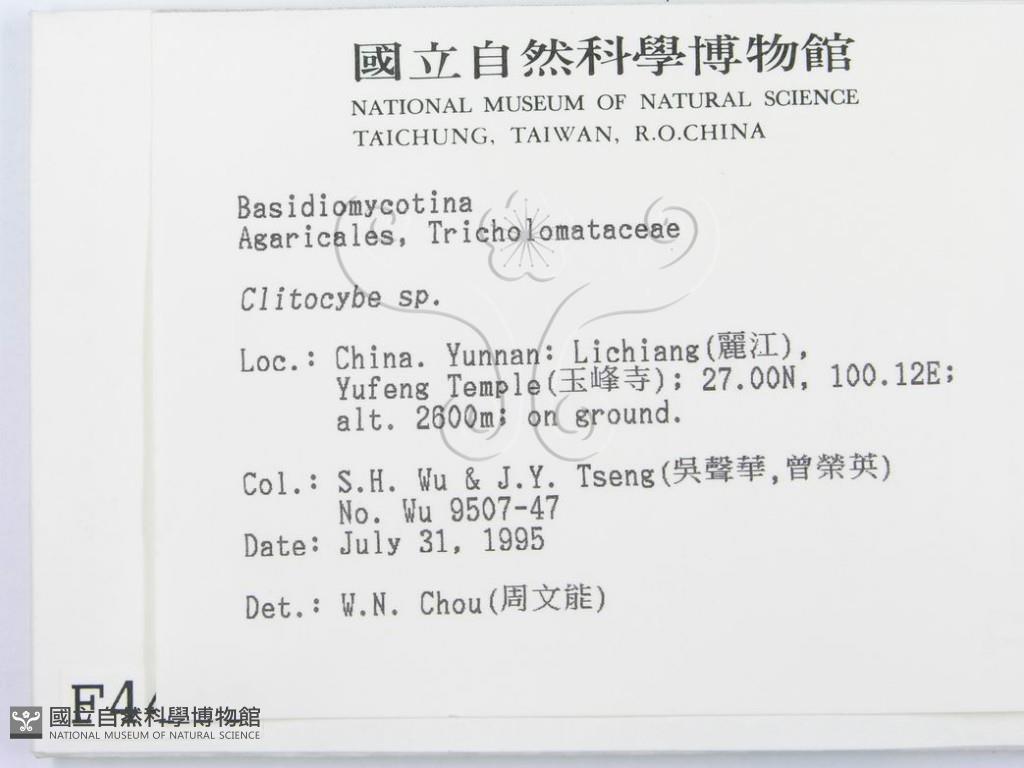 國立自然科學博物館
NATIONAL MUSEUM OF NATURAL SCIENCE
TAICHUNG, TAIWAN, R.O.CHINA
Basidiomycotina
Agaricales, Tricholomataceae
Clitocybe sp.
Loc.: China. Yunnan: Lichiang(麗江),
Yufeng Temple(玉峰寺); 27.00N, 100.12E;
alt. 2600m; on ground.
Col.: S.H. Wu & J.Y. Tseng(吳聲華,曾榮英)
No. Wu 9507-47
Date: July 31, 1995
Det.: W.N. Chou(周文能)
國立自然科學博物館
NATIONAL MUSEUM OF NATURAL SCIENCE